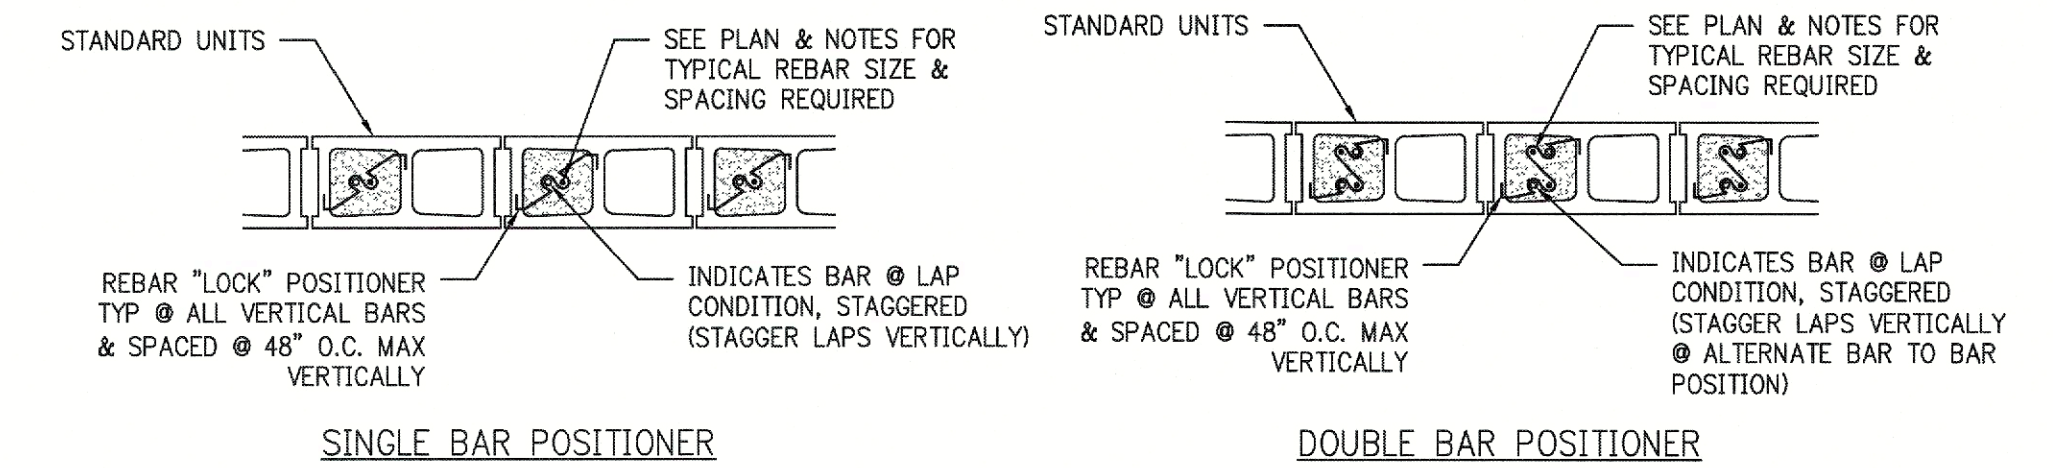 STANDARD UNITS
SEE PLAN & NOTES FOR
TYPICAL REBAR SIZE &
SPACING REQUIRED
REBAR "LOCK" POSITIONER
TYP @ ALL VERTICAL BARS
& SPACED @ 48" O.C. MAX
VERTICALLY
INDICATES BAR @ LAP
CONDITION, STAGGERED
(STAGGER LAPS VERTICALLY)
SINGLE BAR POSITIONER
STANDARD UNITS
SEE PLAN & NOTES FOR
TYPICAL REBAR SIZE &
SPACING REQUIRED
REBAR "LOCK" POSITIONER
TYP @ ALL VERTICAL BARS
& SPACED @ 48" O.C. MAX
VERTICALLY
INDICATES BAR @ LAP
CONDITION, STAGGERED
(STAGGER LAPS VERTICALLY
@ ALTERNATE BAR TO BAR
POSITION)
DOUBLE BAR POSITIONER